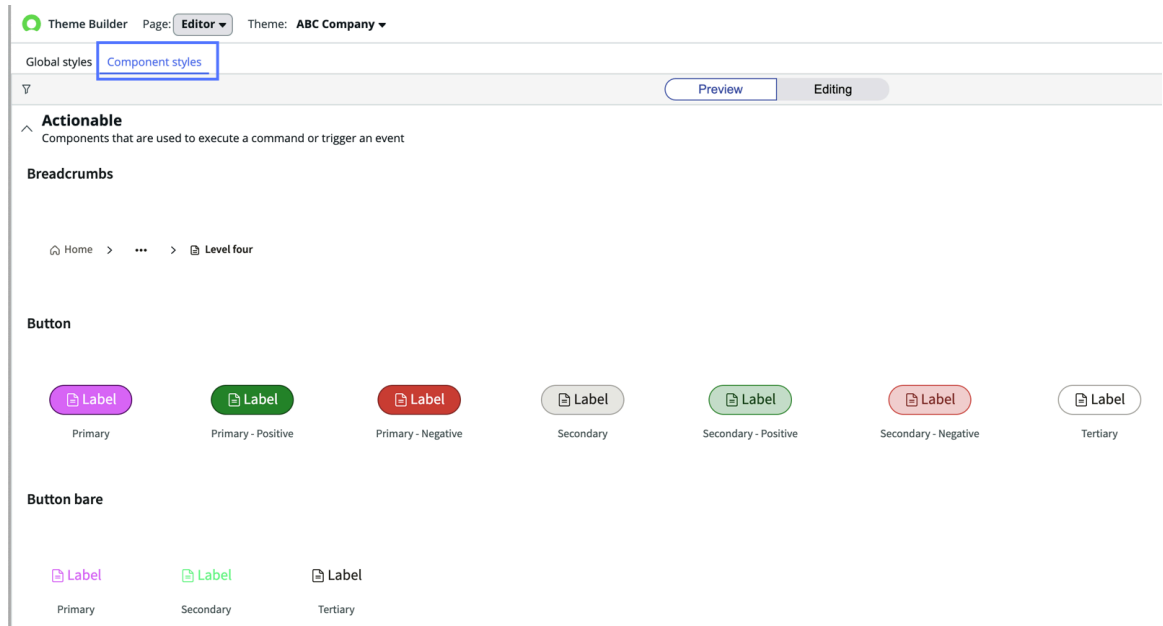 Theme Builder Page: Editor Theme: ABC Company
Global styles Component styles
Preview Editing
Actionable
Components that are used to execute a command or trigger an event
Breadcrumbs
Home > ••• > Level four
Button
Label Label Label Label Label Label Label
Primary Primary - Positive Primary - Negative Secondary Secondary - Positive Secondary - Negative Tertiary
Button bare
Label Label Label
Primary Secondary Tertiary